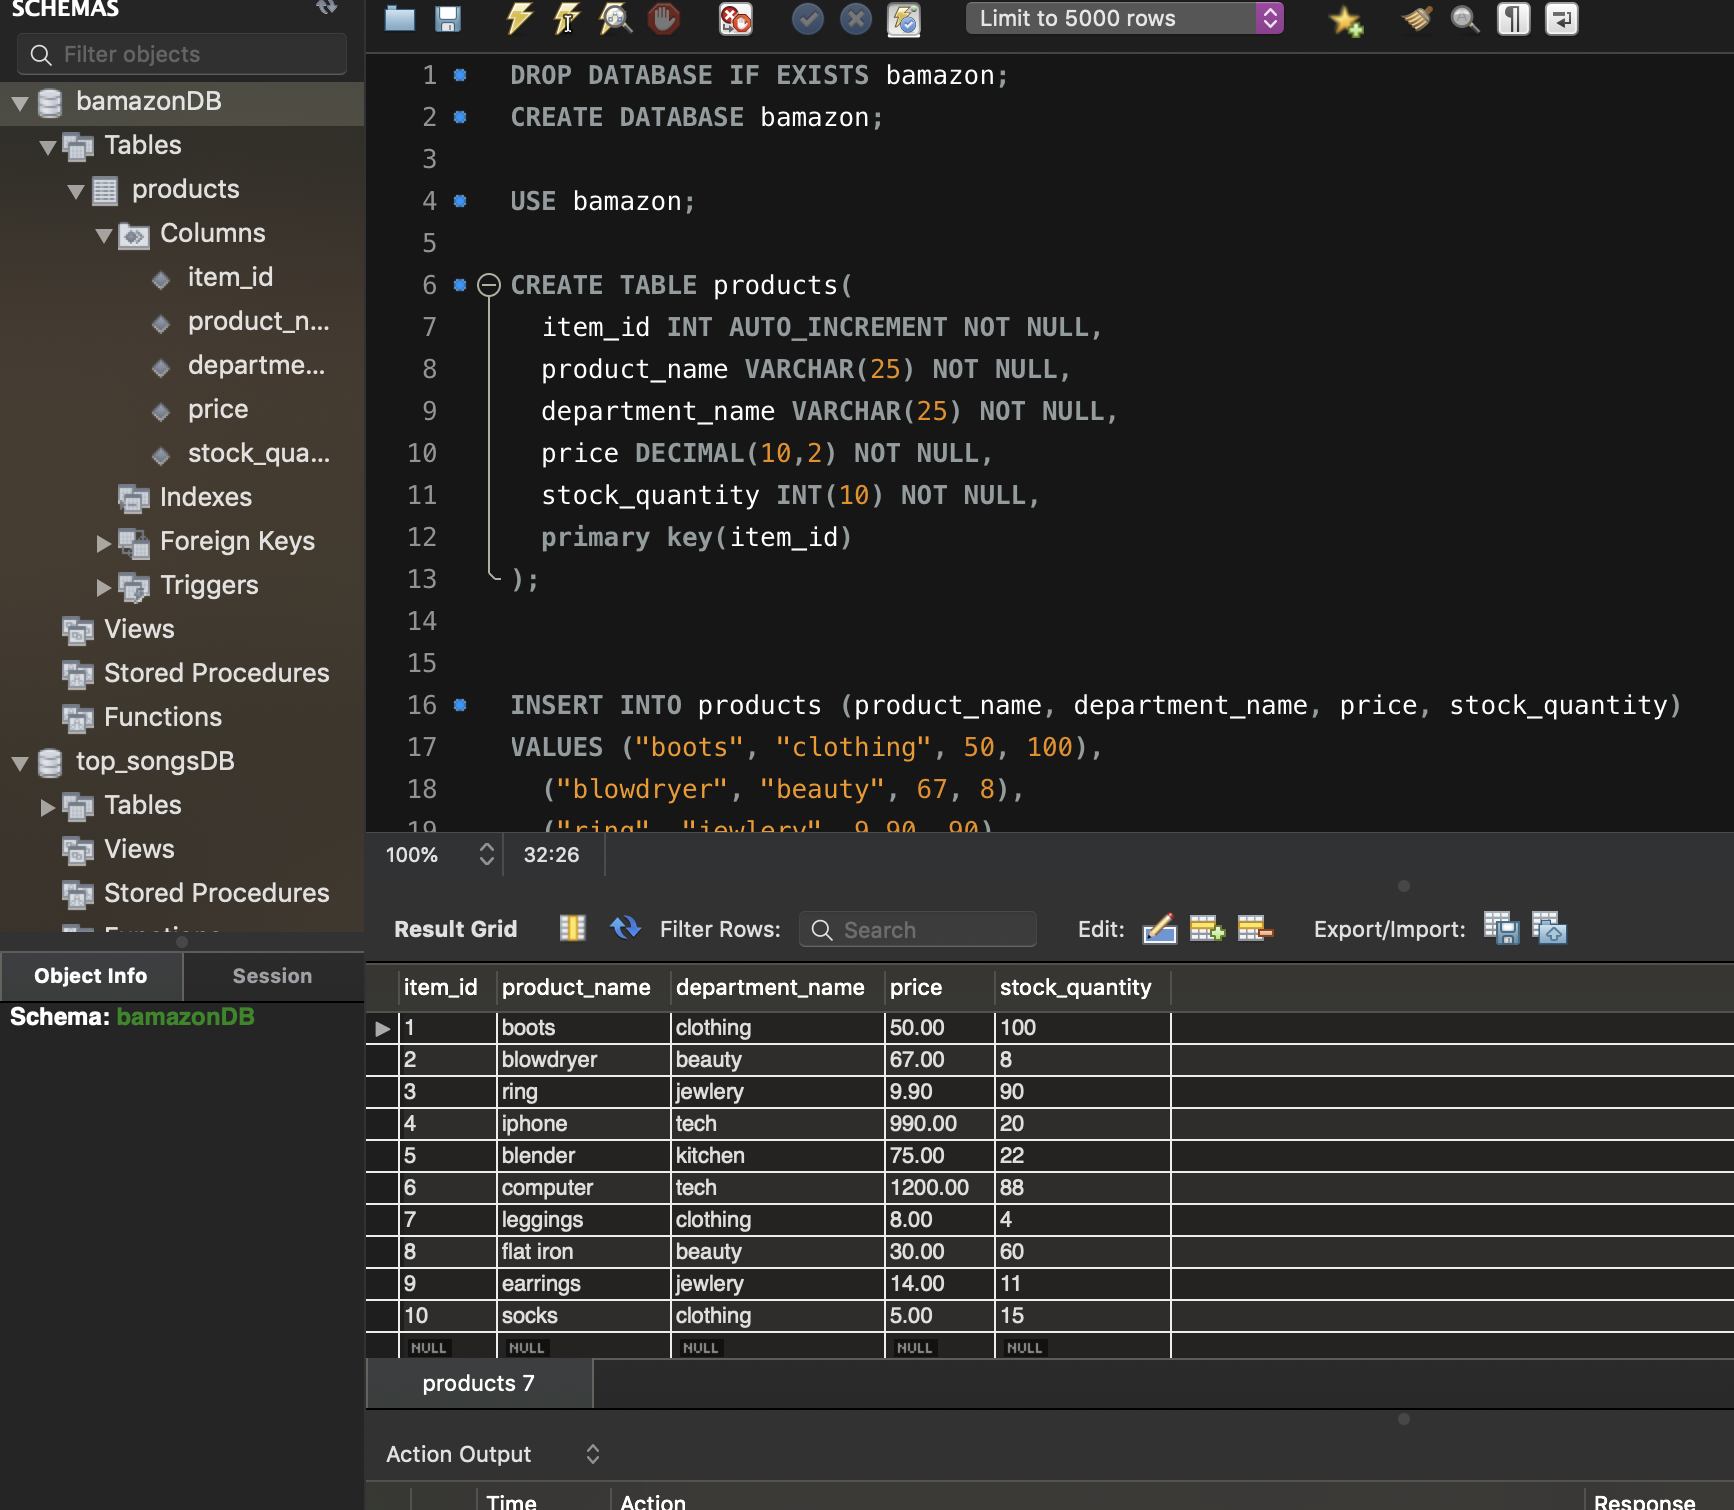 SCHEMAS
Filter objects
bamazonDB
Tables
products
Columns
item_id
product_n...
departme...
price
stock_qua...
Indexes
Foreign Keys
Triggers
Views
Stored Procedures
Functions
top_songsDB
Tables
Views
Stored Procedures
Functions
Object Info Session
Schema: bamazonDB
Limit to 5000 rows
1 DROP DATABASE IF EXISTS bamazon;
2 CREATE DATABASE bamazon;
3
4 USE bamazon;
5
6 CREATE TABLE products(
7 item_id INT AUTO_INCREMENT NOT NULL,
8 product_name VARCHAR(25) NOT NULL,
9 department_name VARCHAR(25) NOT NULL,
10 price DECIMAL(10,2) NOT NULL,
11 stock_quantity INT(10) NOT NULL,
12 primary key(item_id)
13 );
14
15
16 INSERT INTO products (product_name, department_name, price, stock_quantity)
17 VALUES ("boots", "clothing", 50, 100),
18 ("blowdryer", "beauty", 67, 8),
19 ("ring", "jewlery", 9.90, 90)
100% 32:26
Result Grid Filter Rows: Search Edit: Export/Import:
item_id product_name department_name price stock_quantity
1 boots clothing 50.00 100
2 blowdryer beauty 67.00 8
3 ring jewlery 9.90 90
4 iphone tech 990.00 20
5 blender kitchen 75.00 22
6 computer tech 1200.00 88
7 leggings clothing 8.00 4
8 flat iron beauty 30.00 60
9 earrings jewlery 14.00 11
10 socks clothing 5.00 15
NULL NULL NULL NULL NULL
products 7
Action Output
Time Action Response